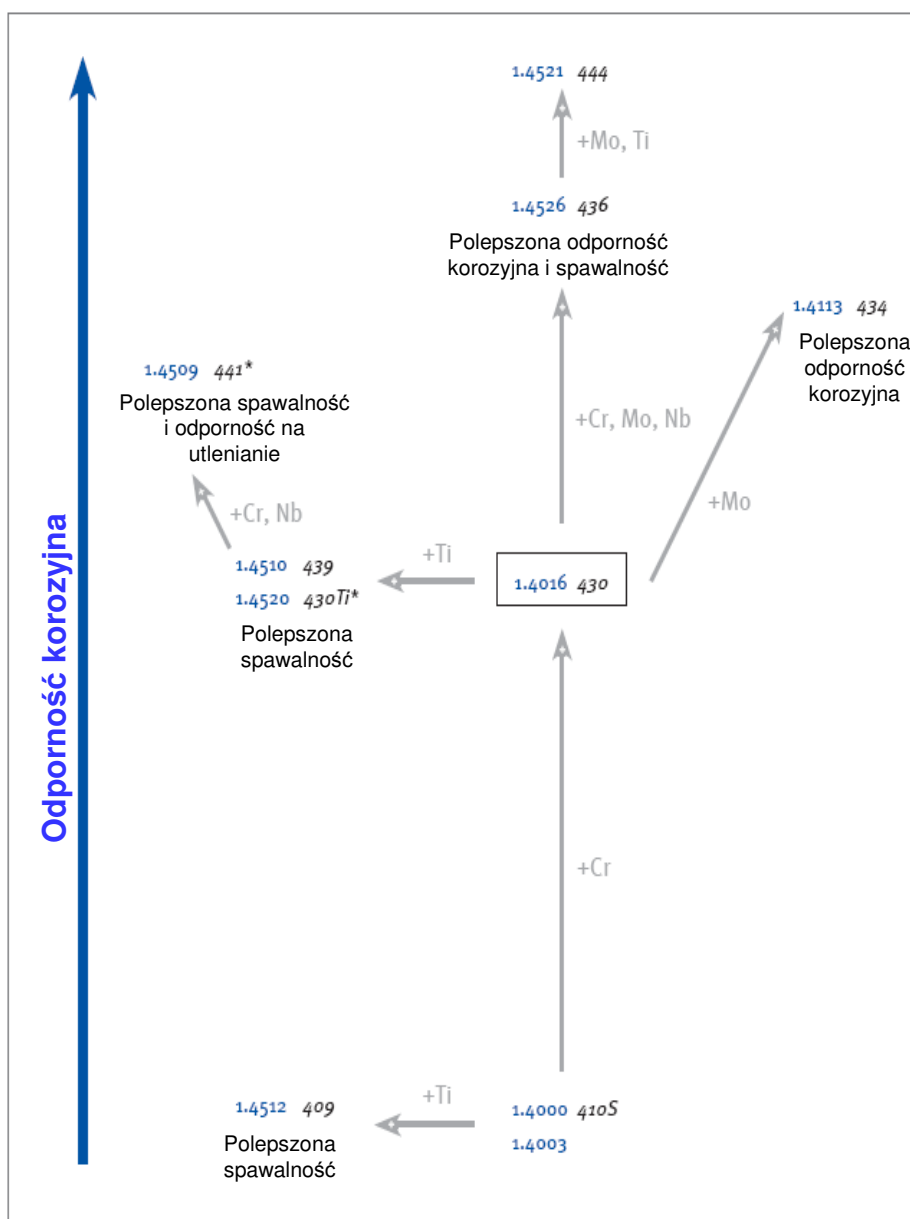 1.4521 444
+Mo, Ti
1.4526 436
Polepszona odporność
korozyjna i spawalność
1.4113 434
Polepszona
odporność
korozyjna
1.4509 441*
Polepszona spawalność
i odporność na
utlenianie
+Cr, Mo, Nb
+Mo
+Cr, Nb
1.4510 439
1.4520 430Ti*
Polepszona
spawalność
+Ti
1.4016 430
Odporność korozyjna
+Cr
1.4512 409
Polepszona
spawalność
+Ti
1.4000 410S
1.4003